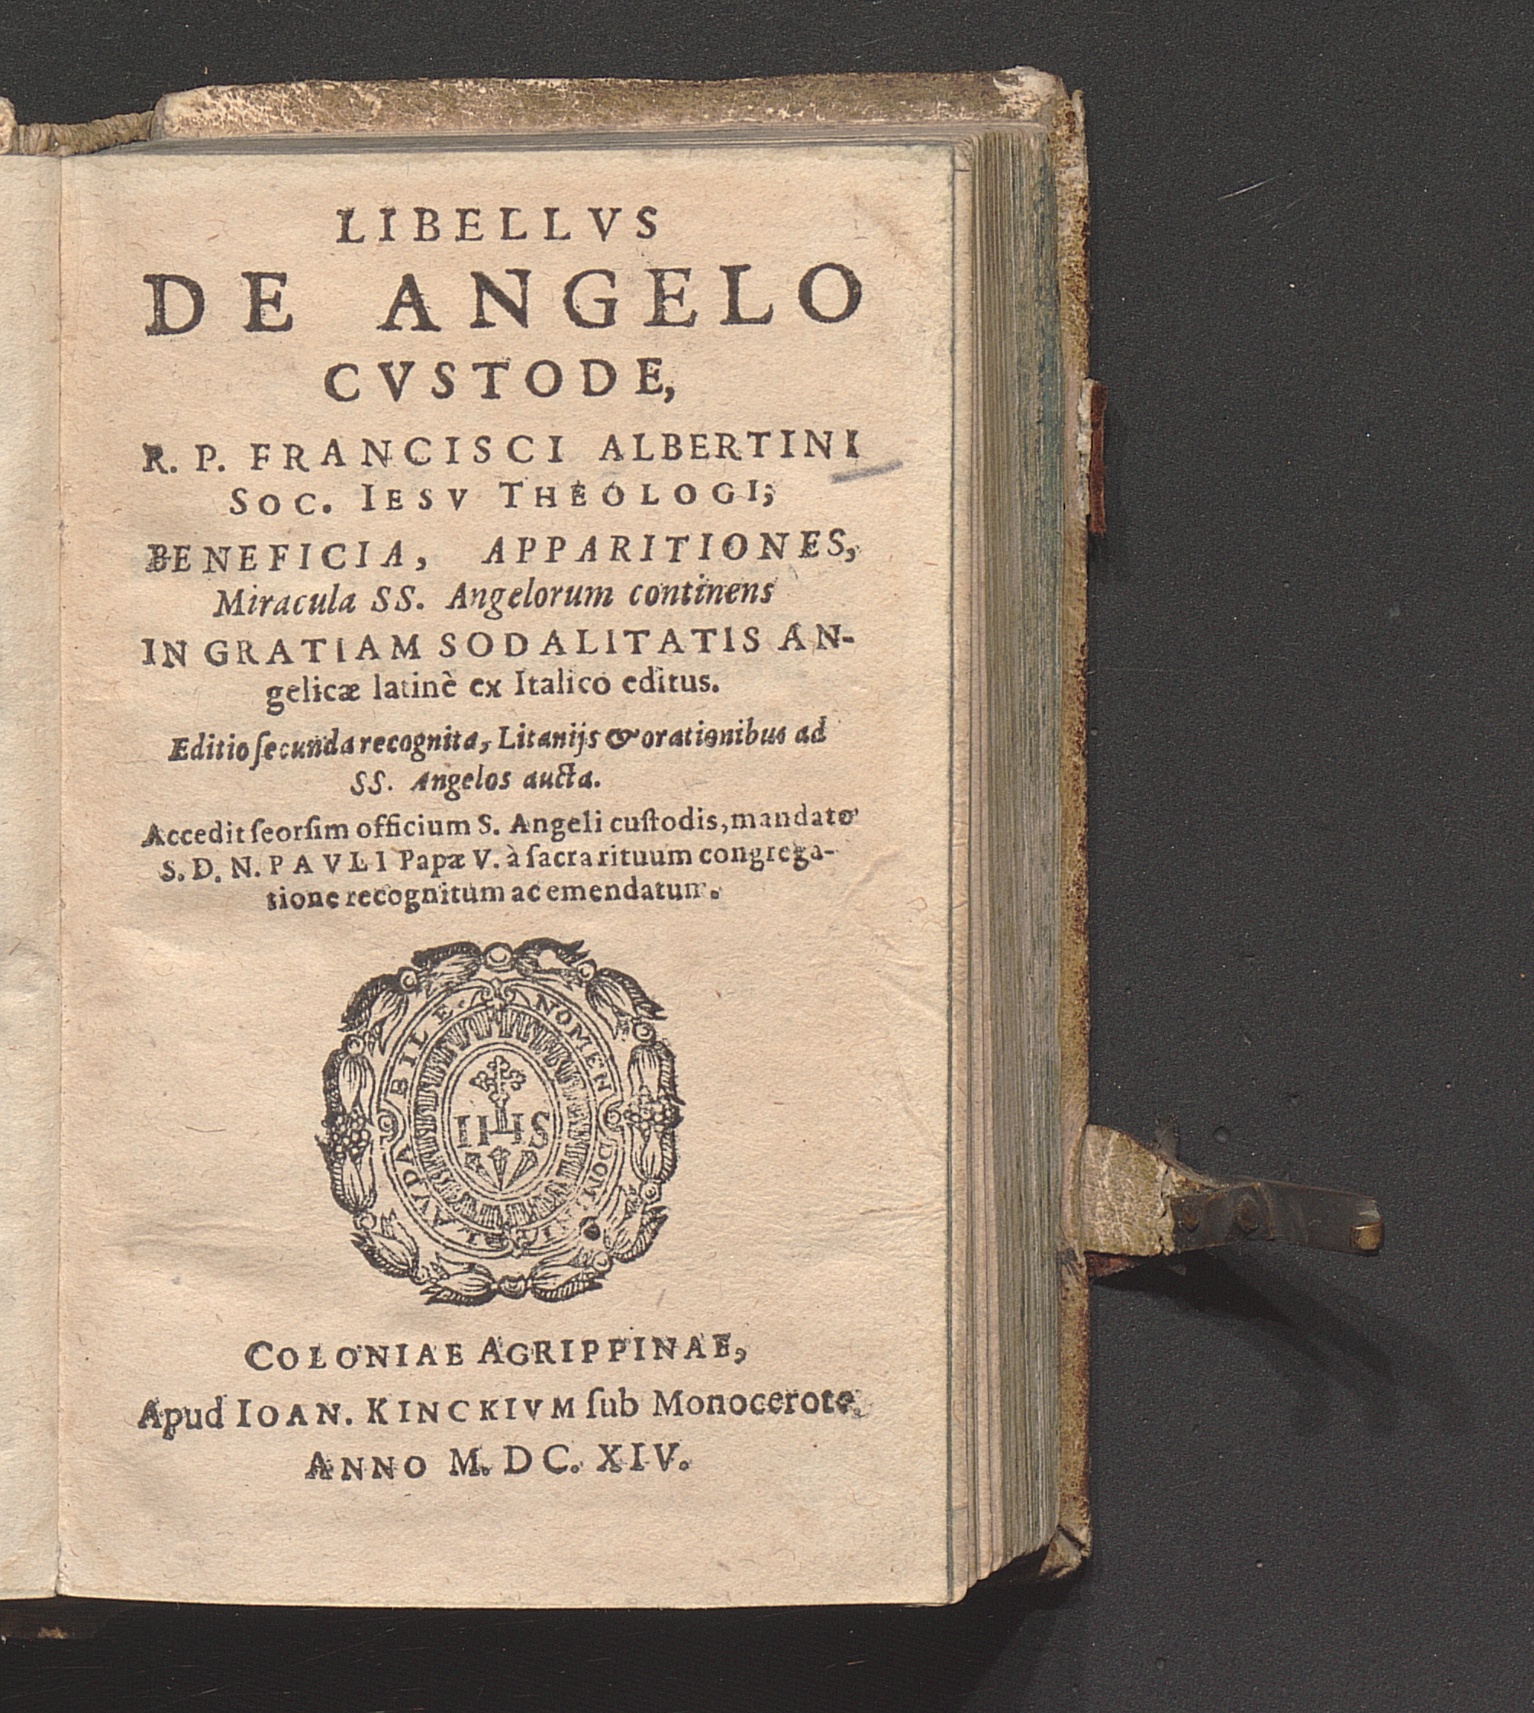 LIBELLVS
DE ANGELO
CVSTODE,
R. P. FRANCISCI ALBERTINI
SOC. IESV THEOLOGI;
BENEFICIA, APPARITIONES,
Miracula SS. Angelorum continens
IN GRATIAM SODALITATIS AN-
gelicæ latinè ex Italico editus.
Editio ſecunda recognita, Litanijs & orationibus ad
SS. Angelos aucta.
Accedit ſeorſim officium S. Angeli cuſtodis, mandato
S. D. N. PAVLI Papæ V. à ſacra rituum congrega-
tione recognitum ac emendatum.
LAVDABILE. NOMEN DOM
IHS
COLONIAE AGRIPPINAE,
Apud IOAN. KINCKIVM ſub Monocerote.
ANNO M. DC. XIV.